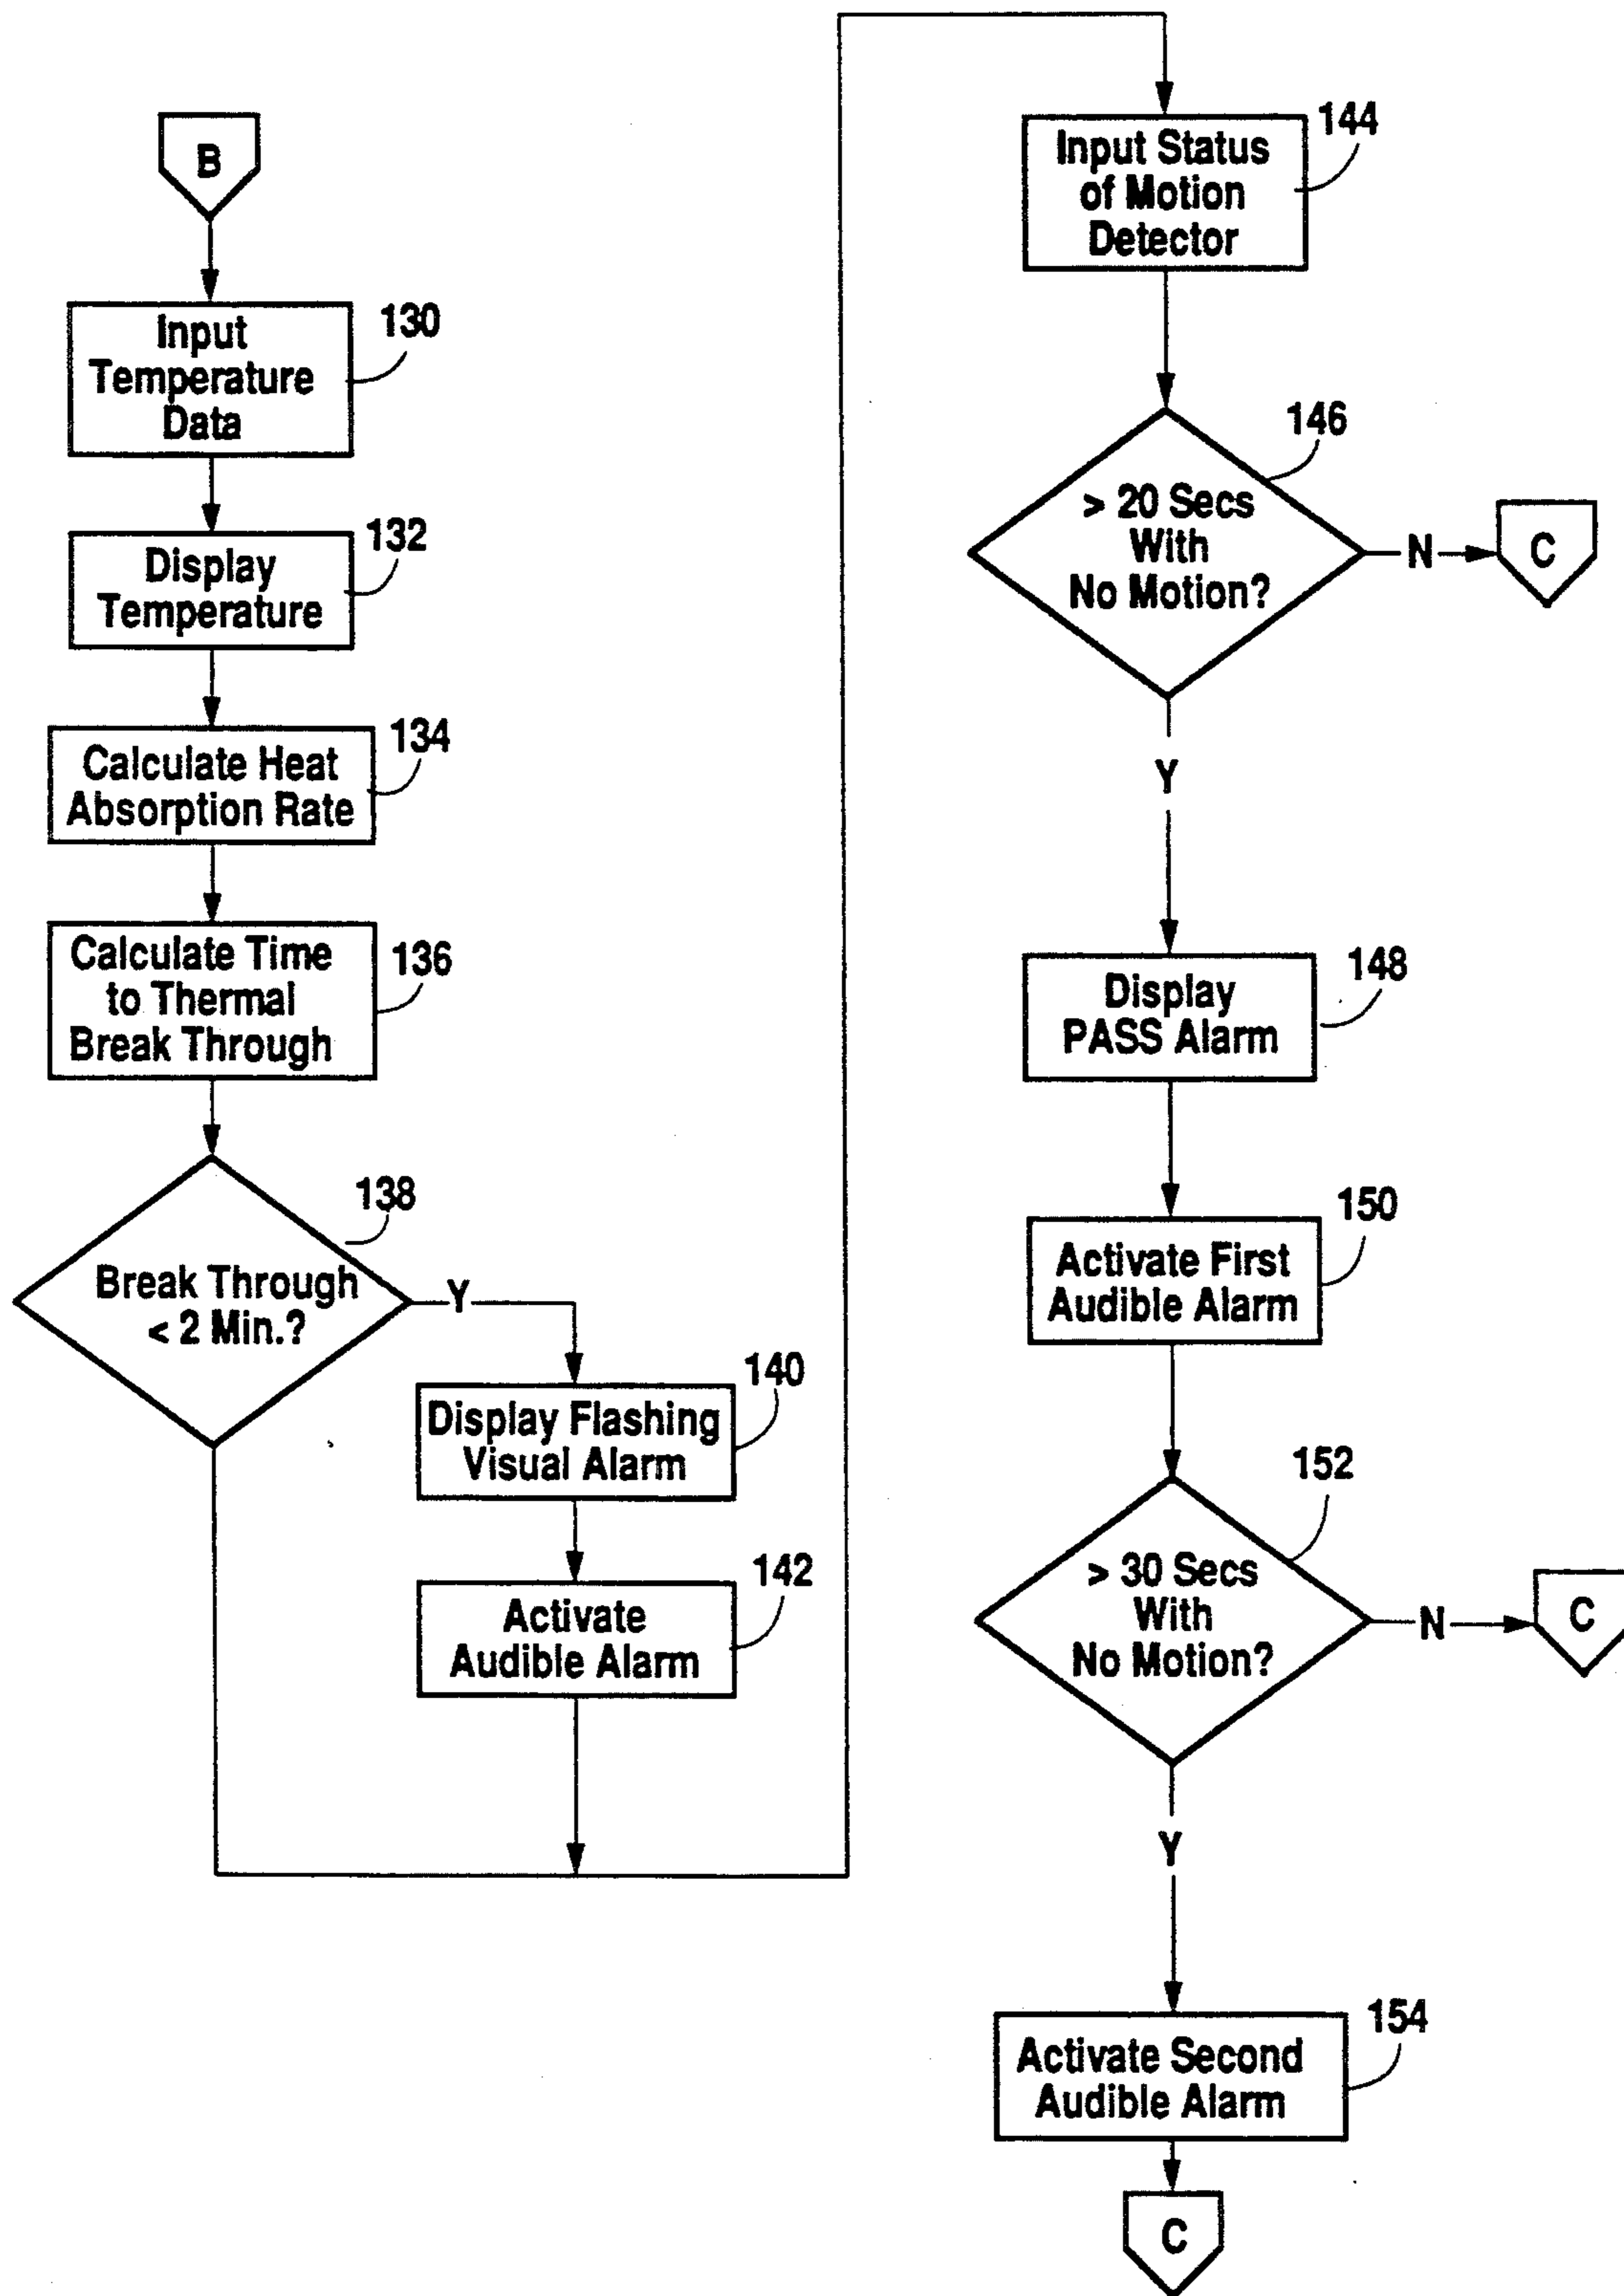 B
Input
Temperature
Data
130
Display
Temperature
132
Calculate Heat
Absorption Rate
134
Calculate Time
to Thermal
Break Through
136
Break Through
< 2 Min.?
138
Y
Display Flashing
Visual Alarm
140
Activate
Audible Alarm
142
Input Status
of Motion
Detector
144
> 20 Secs
With
No Motion?
146
N
C
Y
Display
PASS Alarm
148
Activate First
Audible Alarm
150
> 30 Secs
With
No Motion?
152
N
C
Y
Activate Second
Audible Alarm
154
C